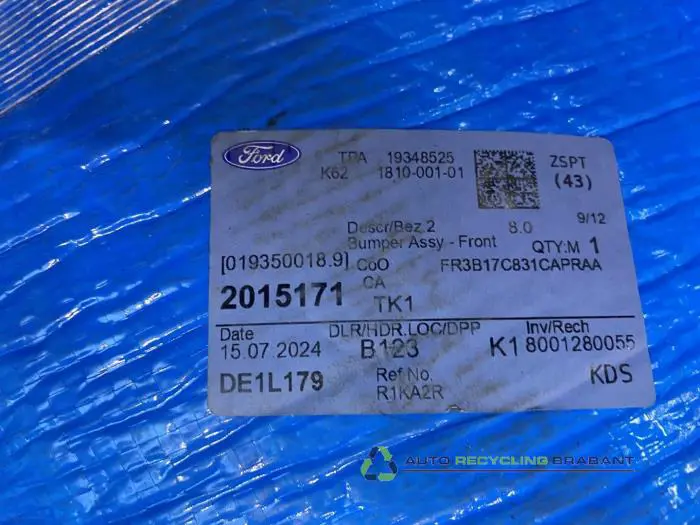 Ford
TPA 19348525
K62 1810-001-01
ZSPT
(43)
9/12
Descr/Bez 2 8.0
Bumper Assy - Front QTY:M 1
[019350018.9] CoO FR3B17C831CAPRAA
CA
2015171 TK1
Date DLR/HDR.LOC/DPP Inv/Rech
15.07.2024 B123 K1 8001280055
DE1L179 Ref No. KDS
R1KA2R
AUTO RECYCLING BRABANT